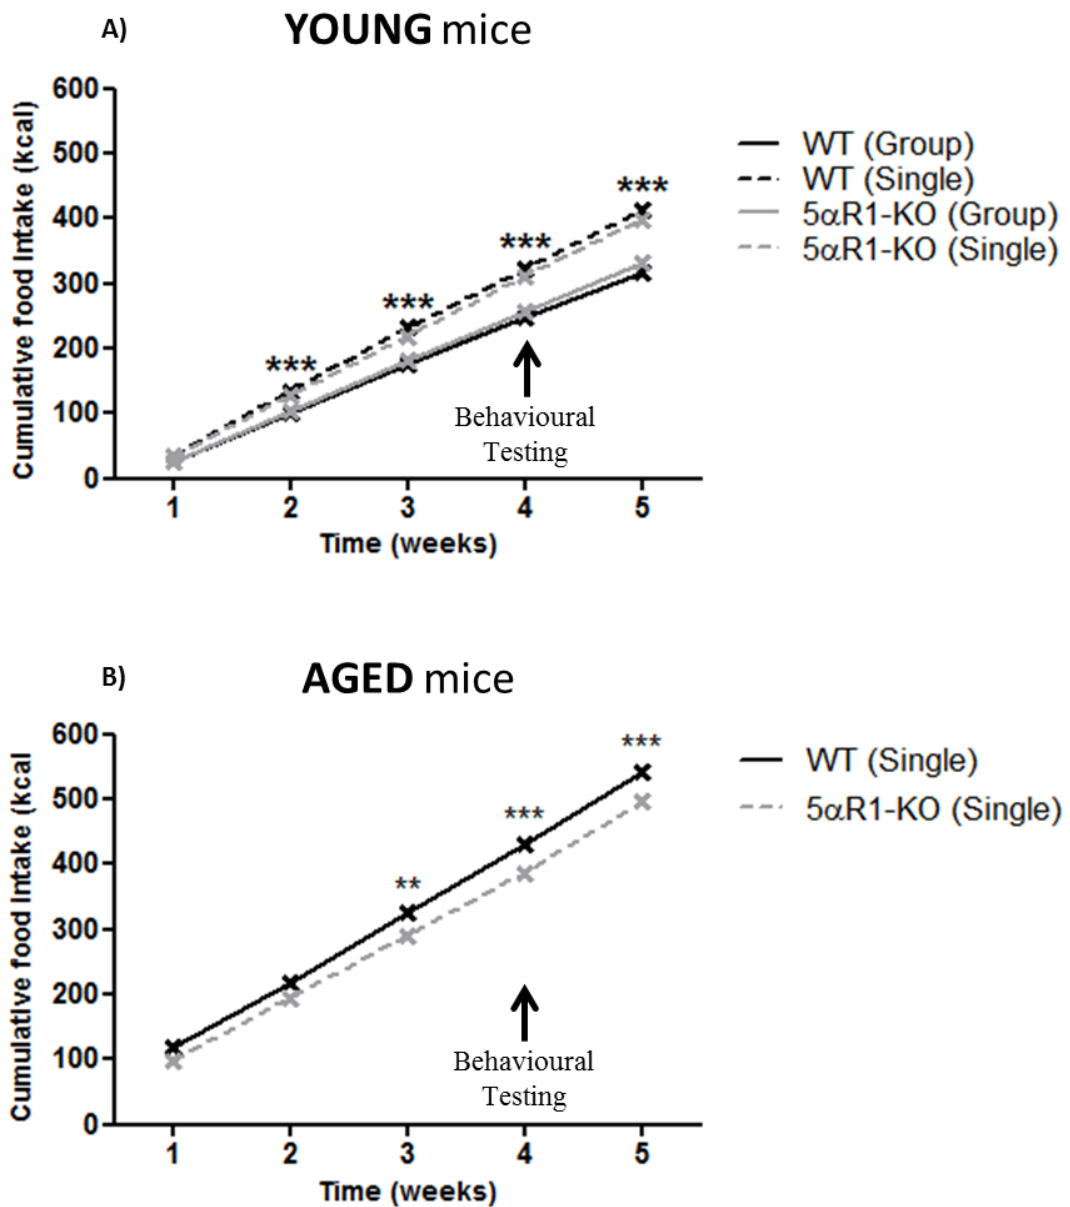 A)
YOUNG mice
Cumulative food Intake (kcal)
600
500
400
300
200
100
0
***
***
***
***
Behavioural
Testing
1 2 3 4 5
Time (weeks)
WT (Group)
WT (Single)
5αR1-KO (Group)
5αR1-KO (Single)
B)
AGED mice
Cumulative food Intake (kcal
600
500
400
300
200
100
0
**
***
***
Behavioural
Testing
1 2 3 4 5
Time (weeks)
WT (Single)
5αR1-KO (Single)